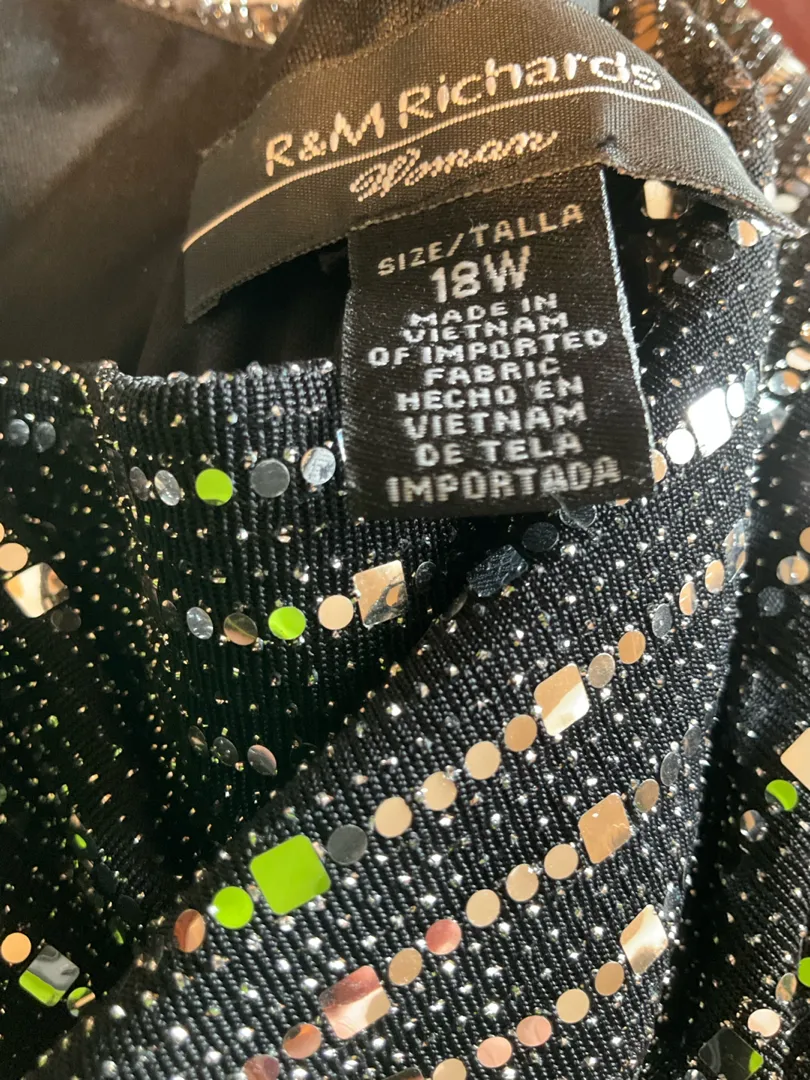 R&M Richards
Woman
SIZE/TALLA
18W
MADE IN
VIETNAM
OF IMPORTED
FABRIC
HECHO EN
VIETNAM
DE TELA
IMPORTADA